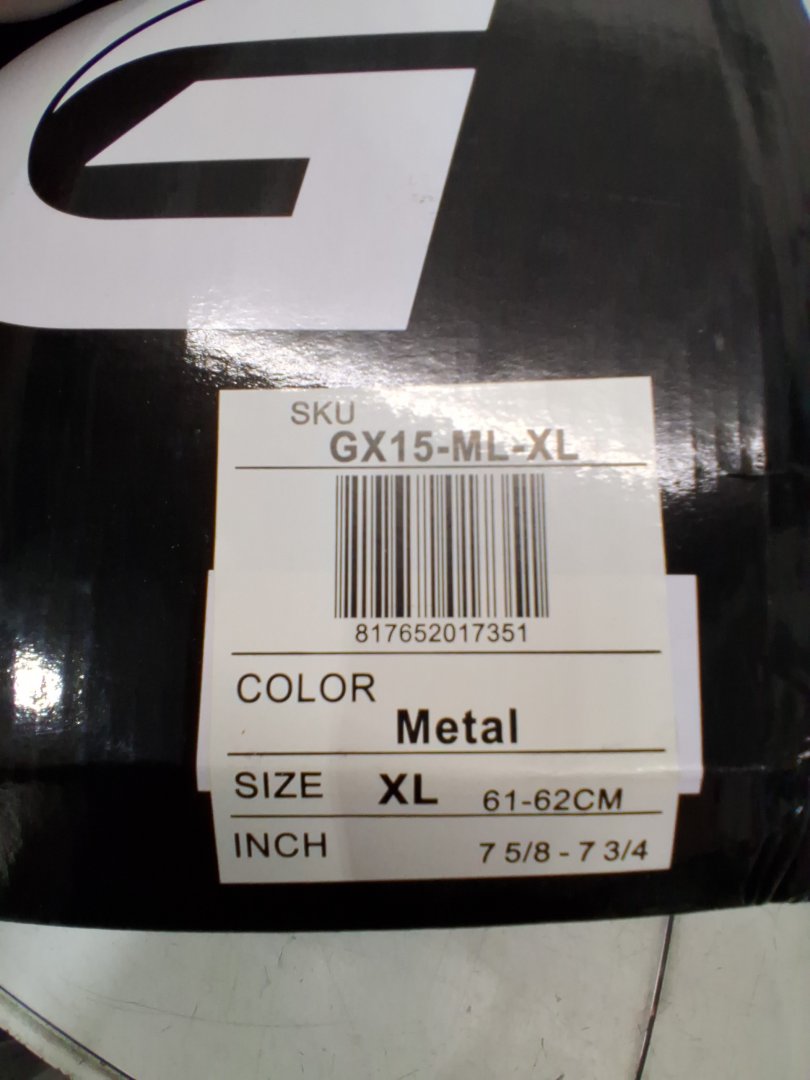 G
SKU
GX15-ML-XL
817652017351
COLOR
Metal
SIZE XL 61-62CM
INCH 7 5/8 - 7 3/4